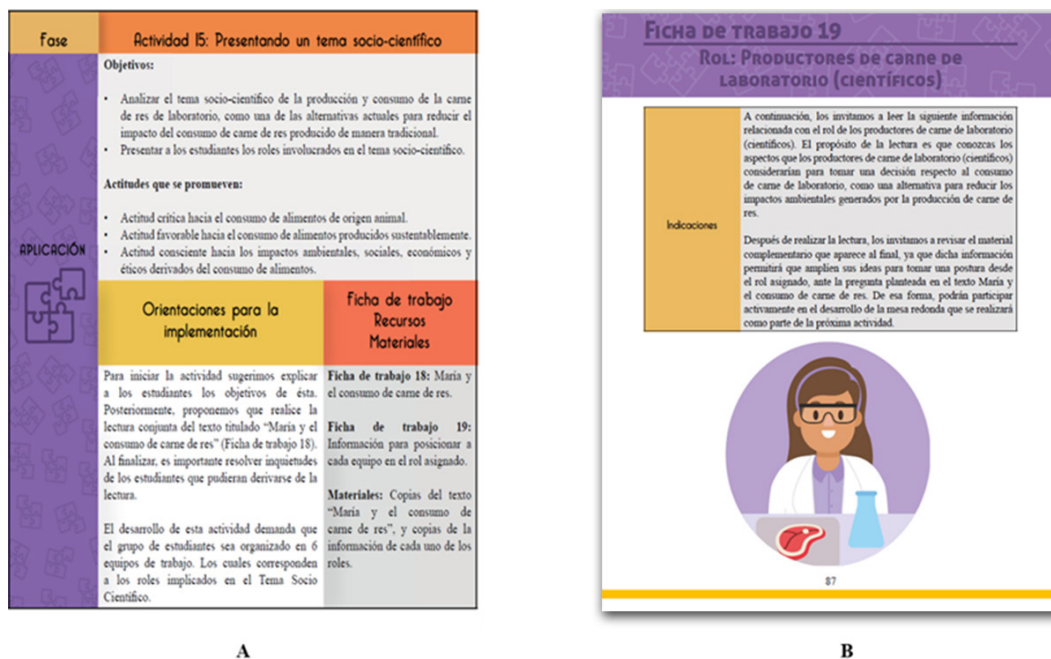 Fase
Actividad 15: Presentando un tema socio-científico
Objetivos:
• Analizar el tema socio-científico de la producción y consumo de la carne
de res de laboratorio, como una de las alternativas actuales para reducir el
impacto del consumo de carne de res producido de manera tradicional.
• Presentar a los estudiantes los roles involucrados en el tema socio-científico.
Actitudes que se promueven:
• Actitud crítica hacia el consumo de alimentos de origen animal.
• Actitud favorable hacia el consumo de alimentos producidos sustentablemente.
• Actitud consciente hacia los impactos ambientales, sociales, económicos y
éticos derivados del consumo de alimentos.
APLICACIÓN
Orientaciones para la
implementación
Ficha de trabajo
Recursos
Materiales
Para iniciar la actividad sugerimos explicar
a los estudiantes los objetivos de ésta.
Posteriormente, proponemos que realice la
lectura conjunta del texto titulado “María y el
consumo de carne de res” (Ficha de trabajo 18).
Al finalizar, es importante resolver inquietudes
de los estudiantes que pudieran derivarse de la
lectura.
El desarrollo de esta actividad demanda que
el grupo de estudiantes sea organizado en 6
equipos de trabajo. Los cuales corresponden
a los roles implicados en el Tema Socio
Científico.
Ficha de trabajo 18: María y
el consumo de carne de res.
Ficha de trabajo 19:
Información para posicionar a
cada equipo en el rol asignado.
Materiales: Copias del texto
“María y el consumo de
carne de res”, y copias de la
información de cada uno de los
roles.
A
FICHA DE TRABAJO 19
ROL: PRODUCTORES DE CARNE DE
LABORATORIO (CIENTÍFICOS)
Indicaciones
A continuación, los invitamos a leer la siguiente información
relacionada con el rol de los productores de carne de laboratorio
(científicos). El propósito de la lectura es que conozcas los
aspectos que los productores de carne de laboratorio (científicos)
considerarían para tomar una decisión respecto al consumo
de carne de laboratorio, como una alternativa para reducir los
impactos ambientales generados por la producción de carne de
res.
Después de realizar la lectura, los invitamos a revisar el material
complementario que aparece al final, ya que dicha información
permitirá que amplíen sus ideas para tomar una postura desde
el rol asignado, ante la pregunta planteada en el texto María y
el consumo de carne de res. De esa forma, podrán participar
activamente en el desarrollo de la mesa redonda que se realizará
como parte de la próxima actividad.
87
B